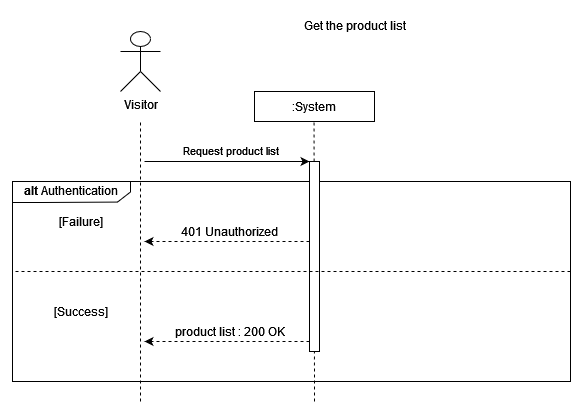 Get the product list
Visitor
:System
Request product list
alt Authentication
[Failure]
401 Unauthorized
[Success]
product list : 200 OK